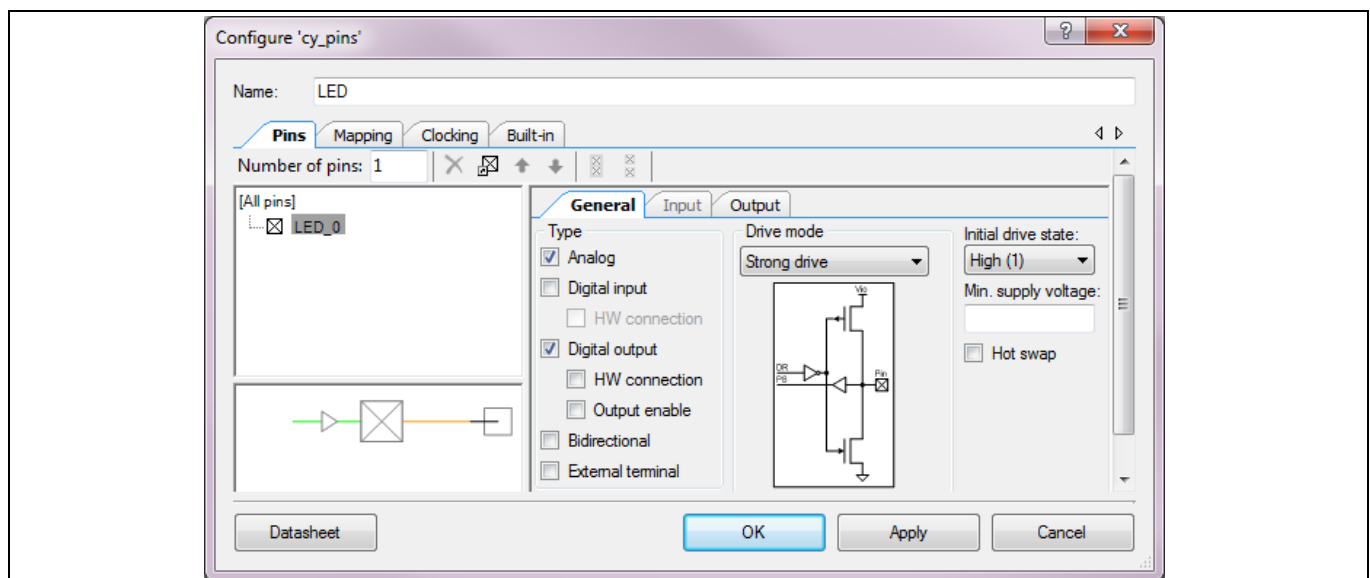 Configure 'cy_pins'
Name: LED
Pins Mapping Clocking Built-in
Number of pins: 1
[All pins]
LED_0
General Input Output
Type
Analog
Digital input
HW connection
Digital output
HW connection
Output enable
Bidirectional
External terminal
Drive mode
Strong drive
Vio
DR
PS
Pin
Initial drive state:
High (1)
Min. supply voltage:
Hot swap
Datasheet OK Apply Cancel